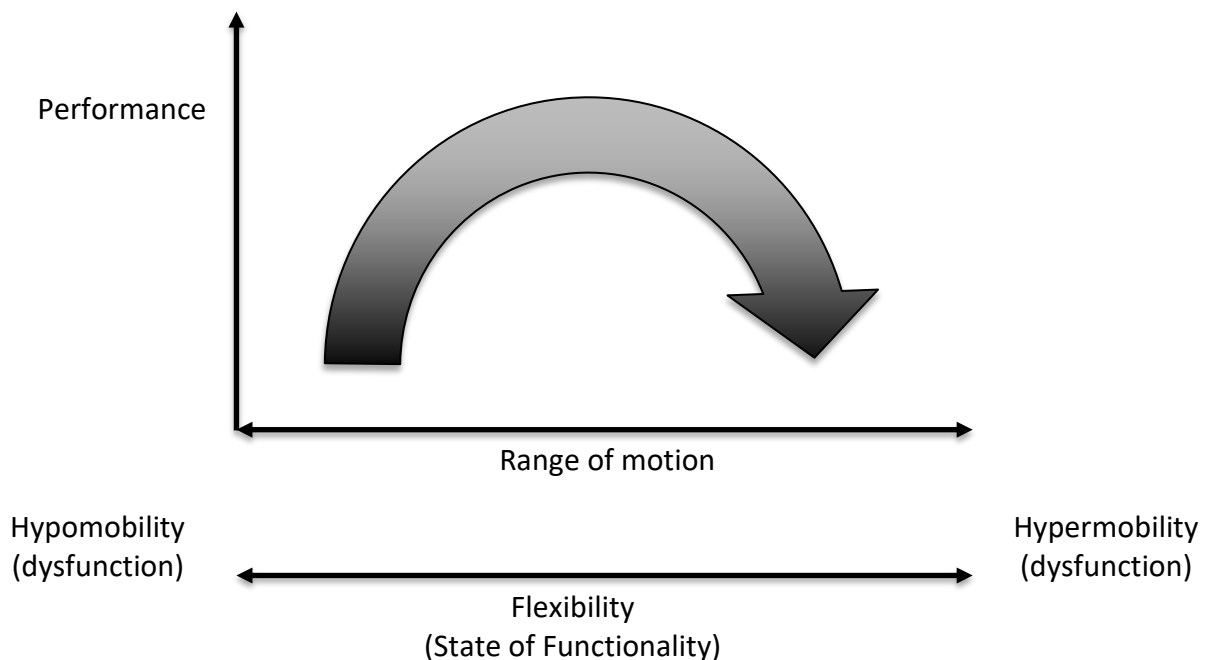 Performance
Range of motion
Hypomobility
(dysfunction)
Hypermobility
(dysfunction)
Flexibility
(State of Functionality)